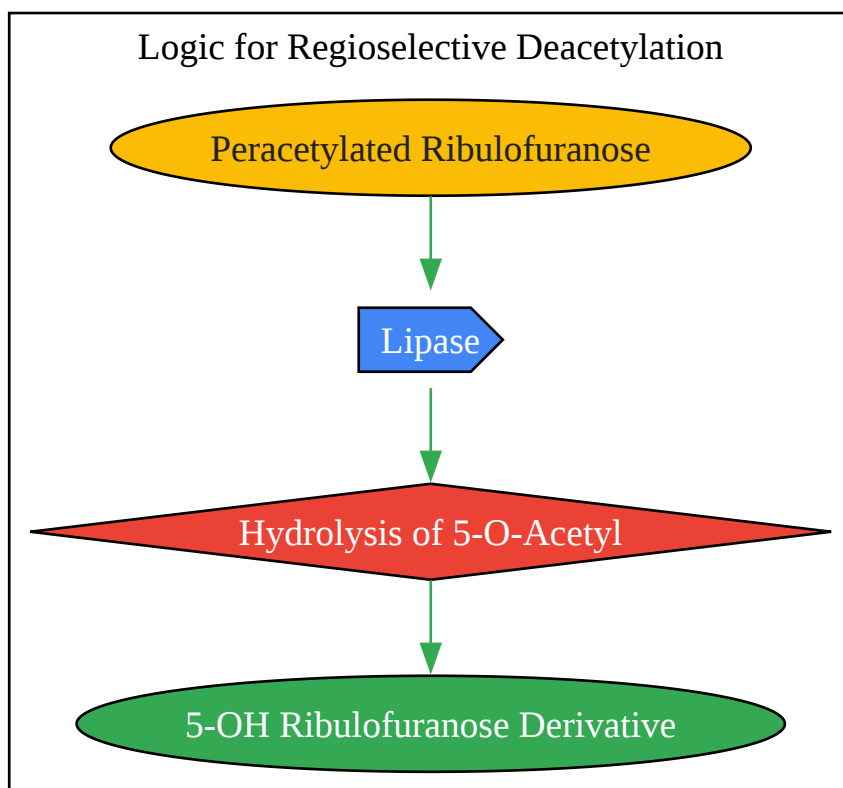 Logic for Regioselective Deacetylation
Peracetylated Ribulofuranose
Lipase
Hydrolysis of 5-O-Acetyl
5-OH Ribulofuranose Derivative